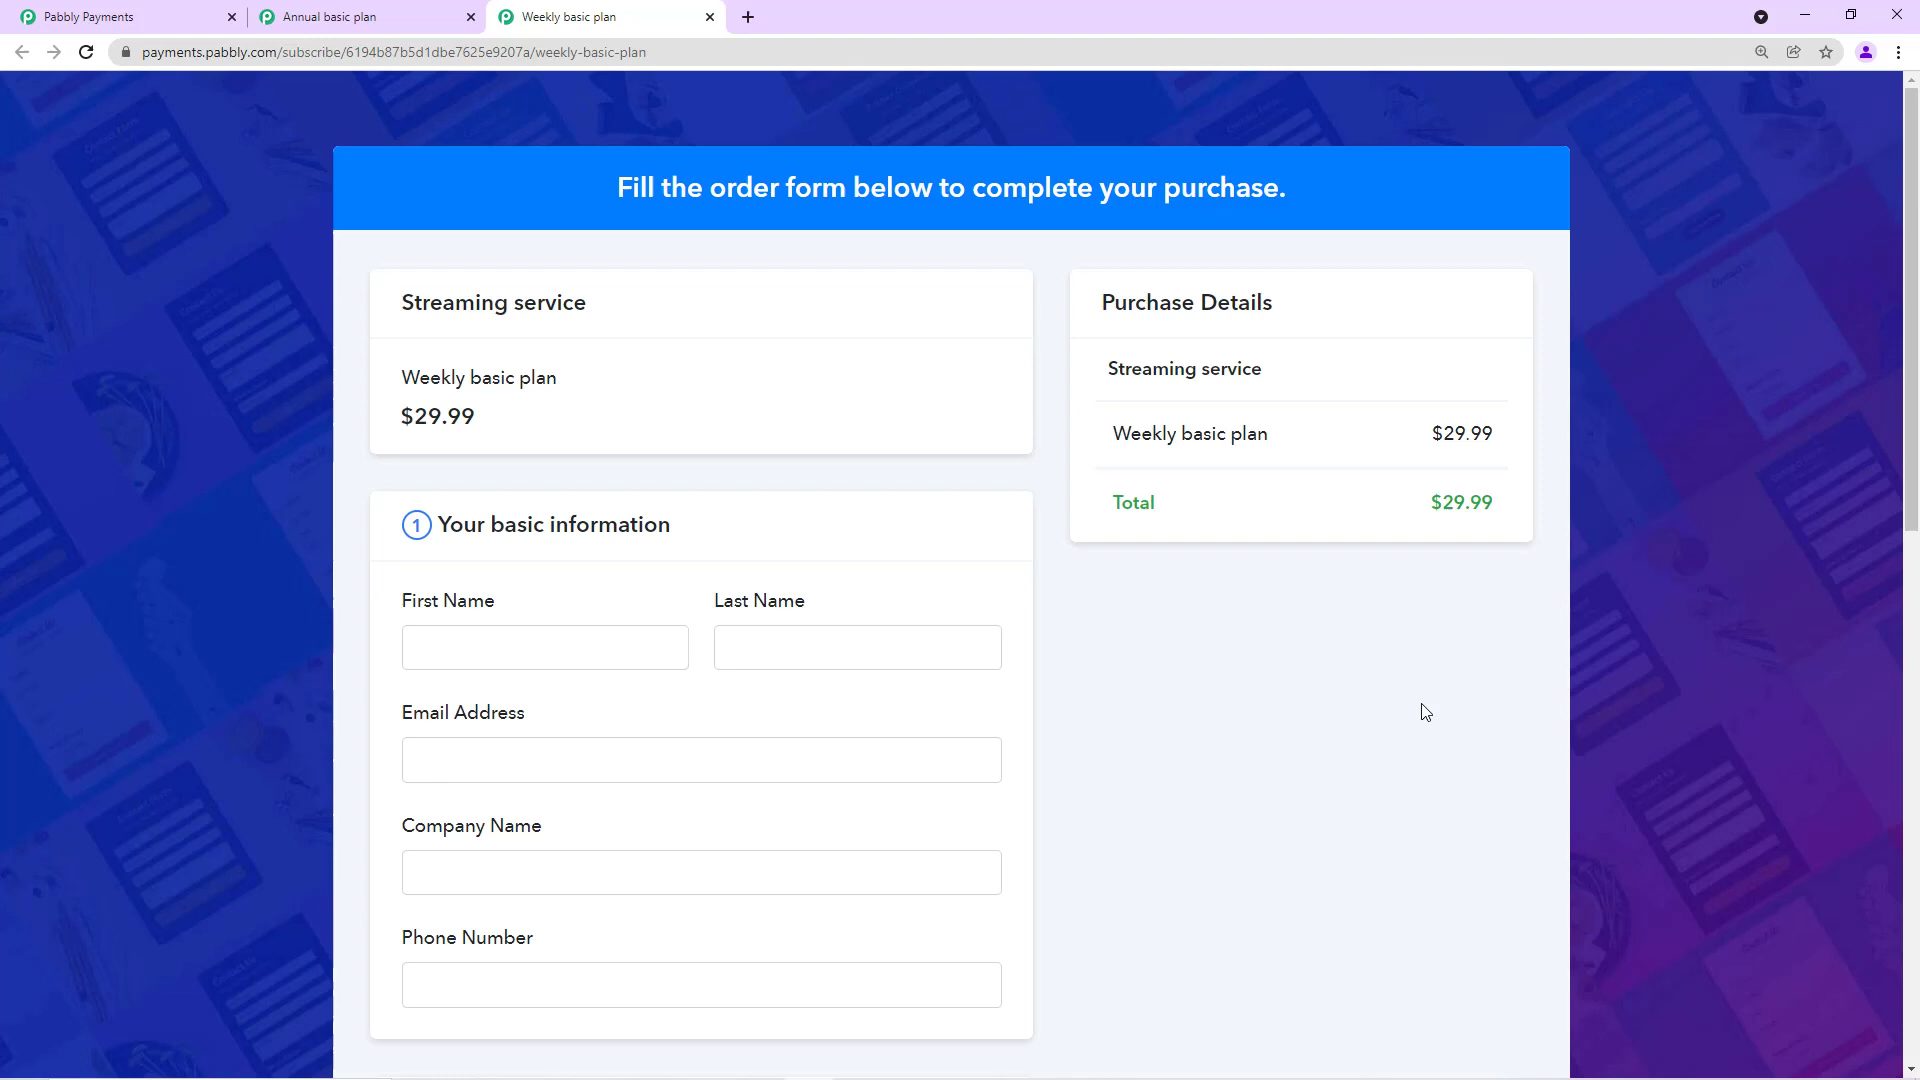 Pabbly Payments
Annual basic plan
Weekly basic plan
payments.pabbly.com/subscribe/6194b87b5d1dbe7625e9207a/weekly-basic-plan
Fill the order form below to complete your purchase.
Streaming service
Weekly basic plan
$29.99
Purchase Details
Streaming service
Weekly basic plan $29.99
Total $29.99
1 Your basic information
First Name Last Name
Email Address
Company Name
Phone Number